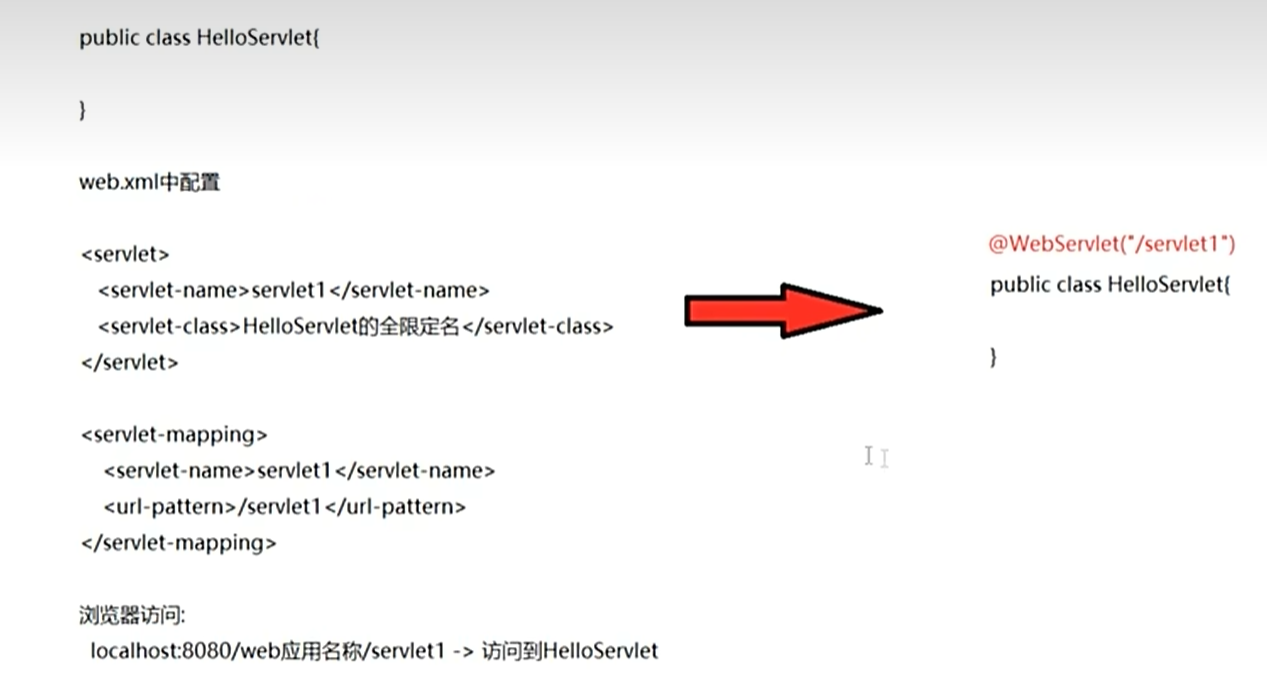 public class HelloServlet{
}
web.xml中配置
<servlet>
<servlet-name>servlet1</servlet-name>
<servlet-class>HelloServlet的全限定名</servlet-class>
</servlet>
<servlet-mapping>
<servlet-name>servlet1</servlet-name>
<url-pattern>/servlet1</url-pattern>
</servlet-mapping>
浏览器访问:
localhost:8080/web应用名称/servlet1 -> 访问到HelloServlet
@WebServlet("/servlet1")
public class HelloServlet{
}